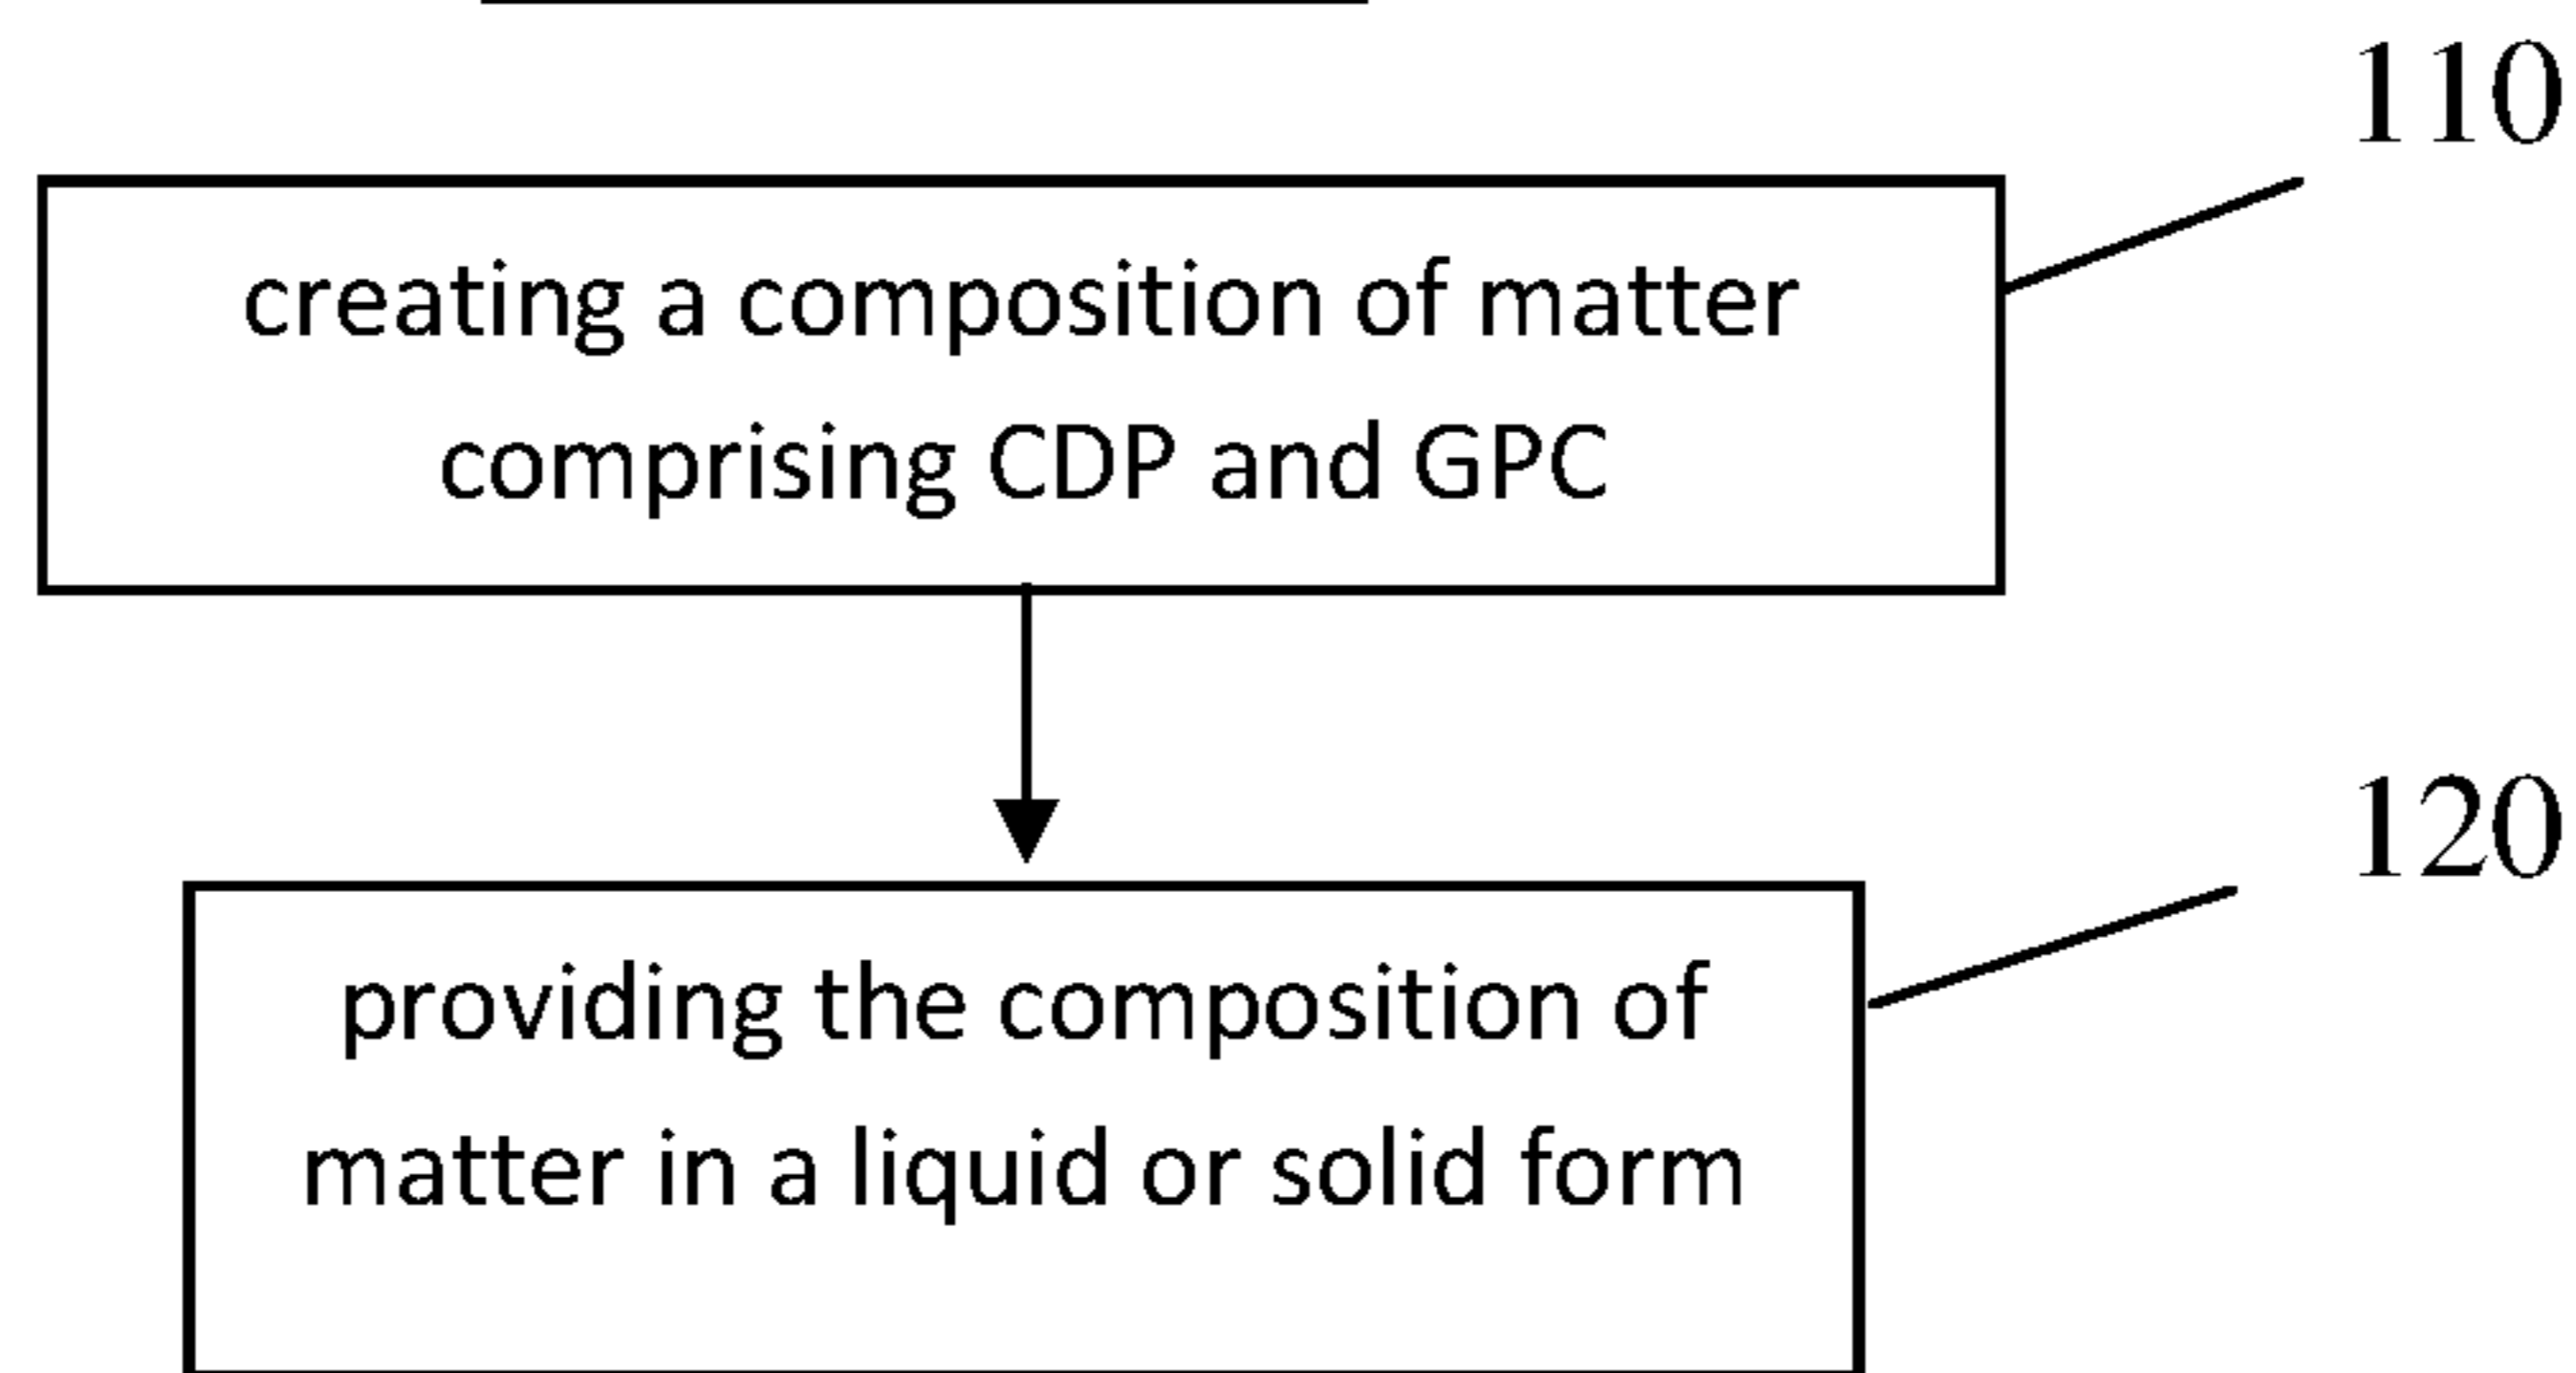 110
creating a composition of matter
comprising CDP and GPC
120
providing the composition of
matter in a liquid or solid form